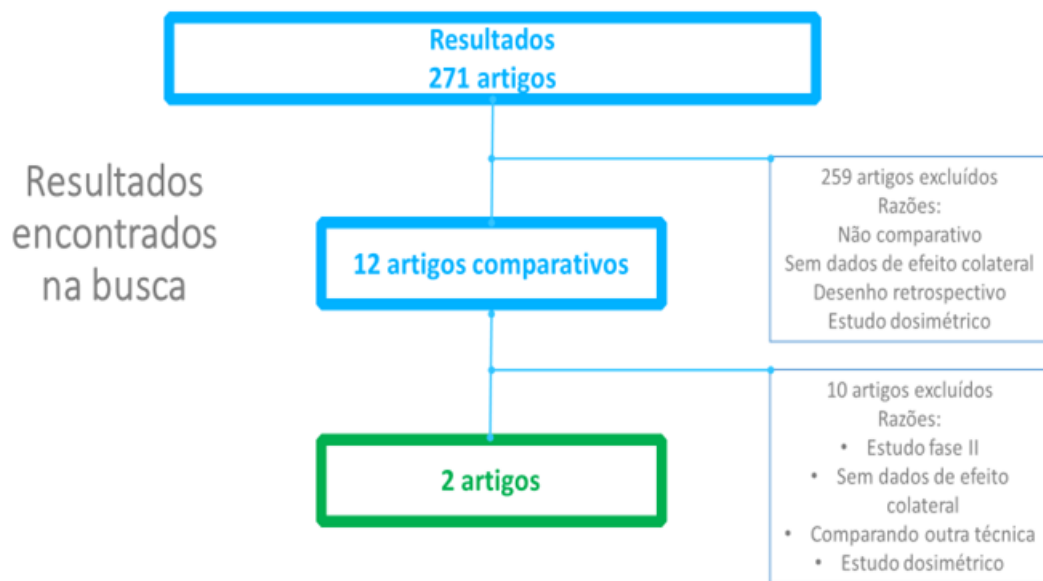 Resultados
271 artigos
Resultados
encontrados
na busca
259 artigos excluídos
Razões:
Não comparativo
Sem dados de efeito colateral
Desenho retrospectivo
Estudo dosimétrico
12 artigos comparativos
10 artigos excluídos
Razões:
• Estudo fase II
• Sem dados de efeito
colateral
• Comparando outra técnica
• Estudo dosimétrico
2 artigos